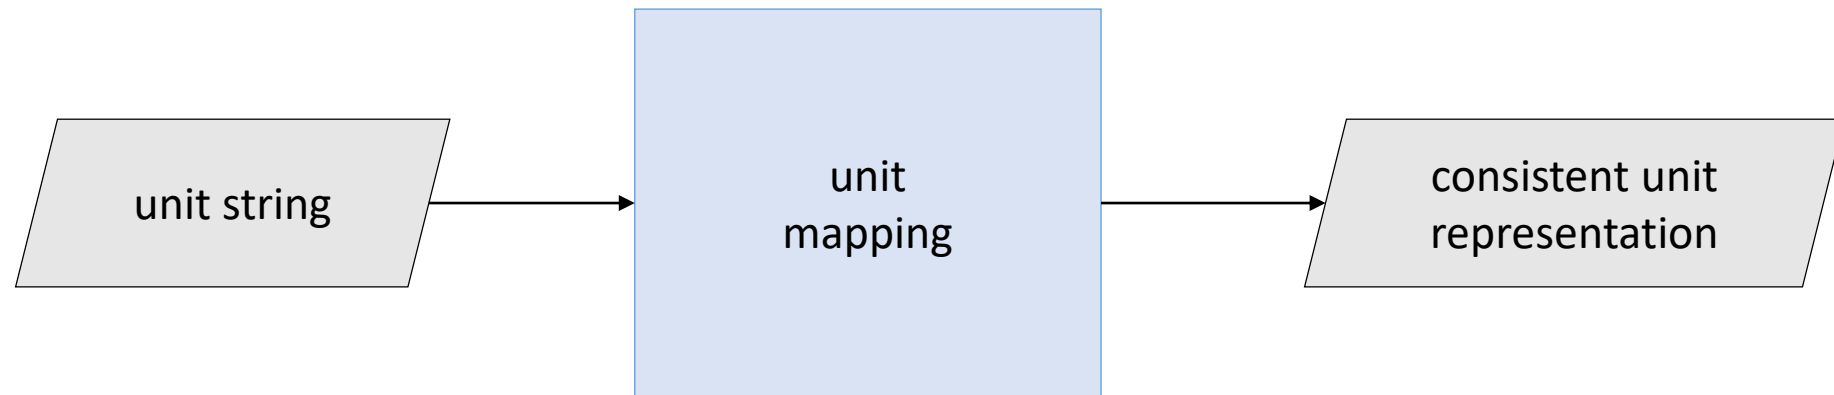 unit string
unit
mapping
consistent unit
representation